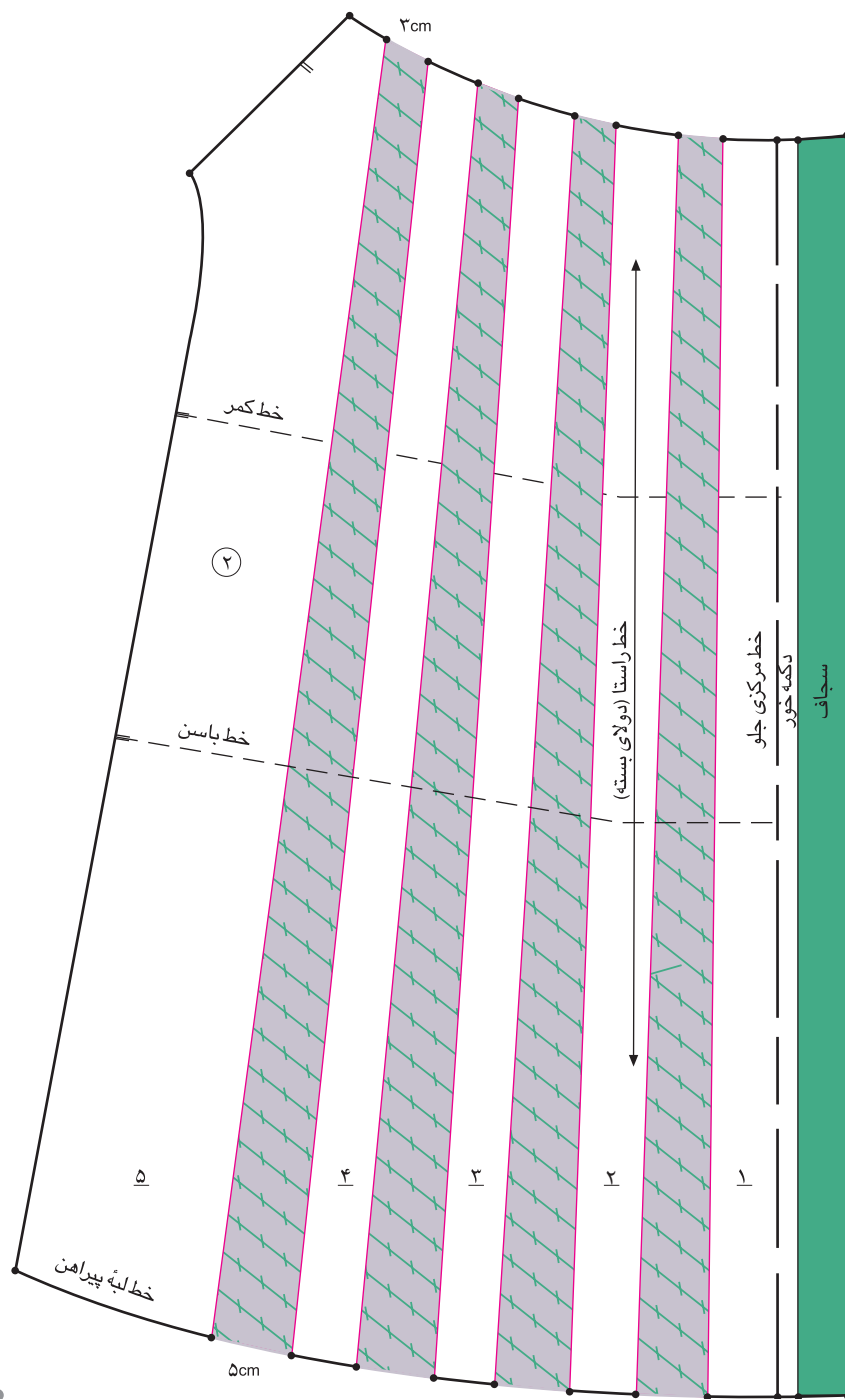 ۳cm
خط کمر
۲
خط راستا (دولای بسته)
خط مرکزی جلو
دکمه خور
سجاف
خط باسن
۵
۴
۳
۲
۱
خط لبهٔ پیراهن
۵cm